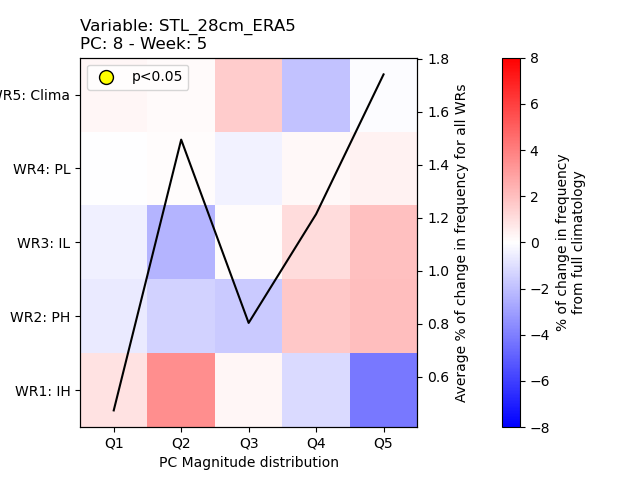 Variable: STL_28cm_ERA5
PC: 8 - Week: 5
p<0.05
WR5: Clima
WR4: PL
WR3: IL
WR2: PH
WR1: IH
Q1 Q2 Q3 Q4 Q5
PC Magnitude distribution
1.8
1.6
1.4
1.2
1.0
0.8
0.6
Average % of change in frequency for all WRs
8
6
4
2
0
−2
−4
−6
−8
% of change in frequency
from full climatology